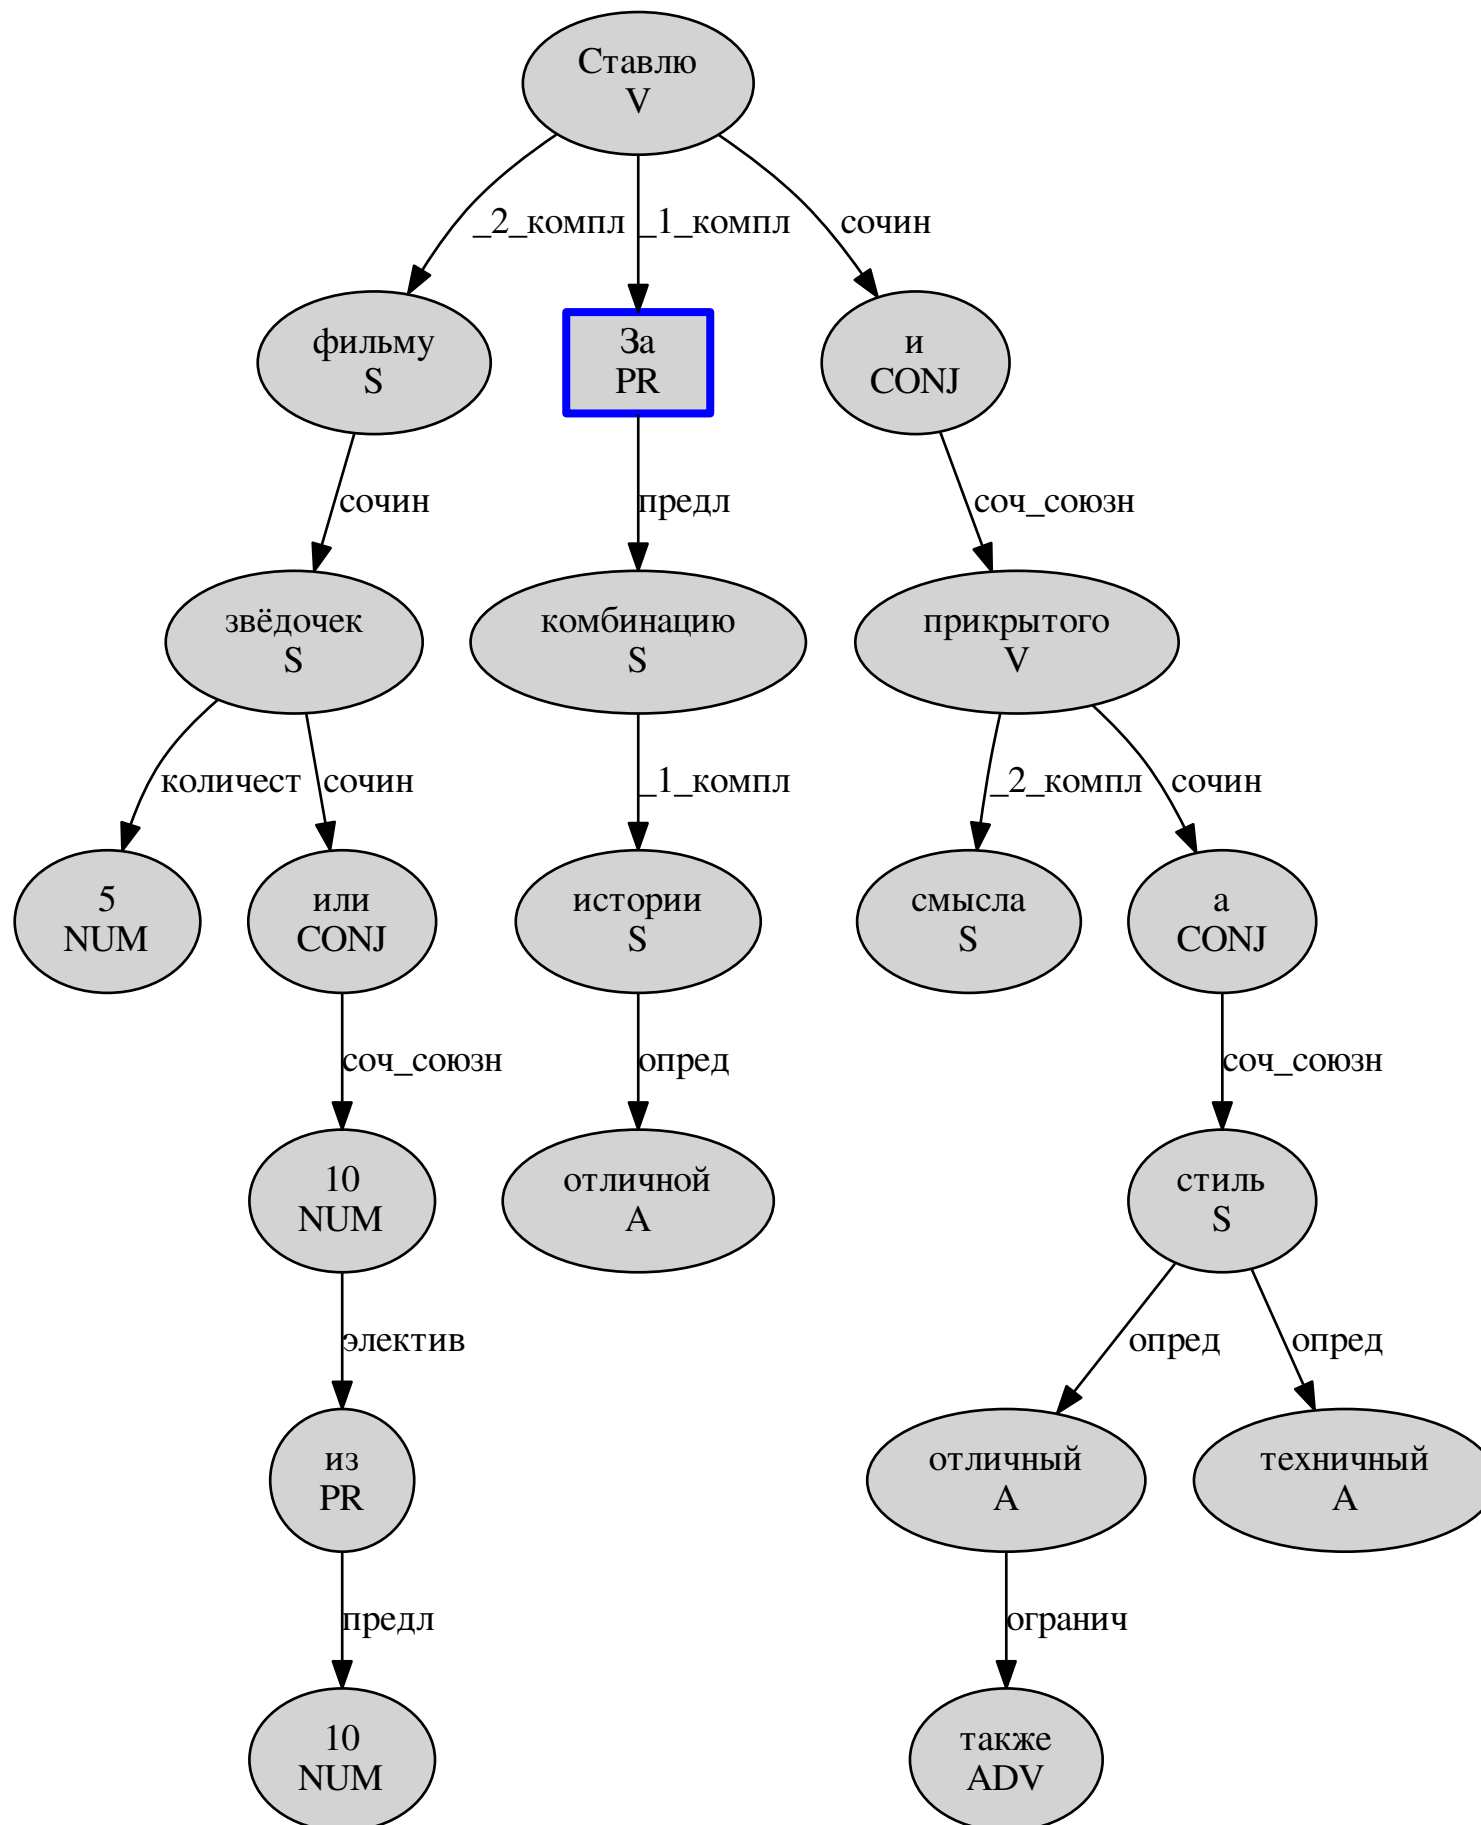 Ставлю
V
_2_компл
_1_компл
сочин
фильму
S
За
PR
и
CONJ
сочин
предл
соч_союзн
звёдочек
S
комбинацию
S
прикрытого
V
количест
сочин
_1_компл
_2_компл
сочин
5
NUM
или
CONJ
истории
S
смысла
S
а
CONJ
соч_союзн
опред
соч_союзн
10
NUM
отличной
A
стиль
S
электив
опред
опред
из
PR
отличный
A
техничный
A
предл
огранич
10
NUM
также
ADV